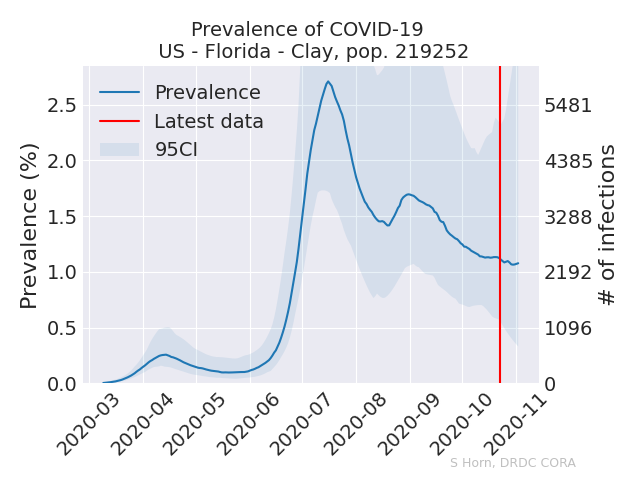 Prevalence of COVID-19
US - Florida - Clay, pop. 219252
Prevalence
Latest data
95CI
Prevalence (%)
2.5
2.0
1.5
1.0
0.5
0.0
5481
4385
3288
2192
1096
0
# of infections
2020-03
2020-04
2020-05
2020-06
2020-07
2020-08
2020-09
2020-10
2020-11
S Horn, DRDC CORA